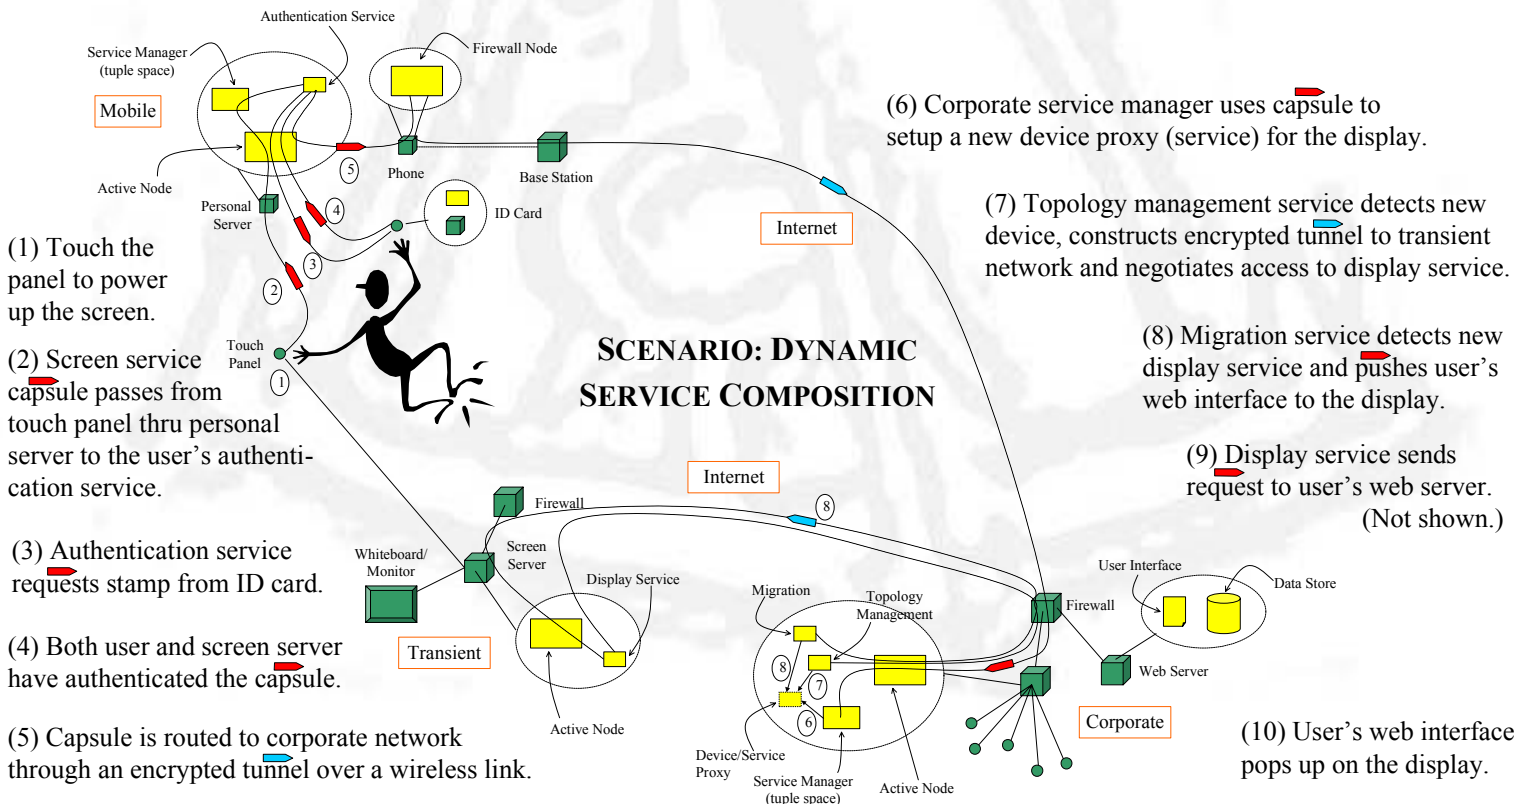 Authentication Service
Service Manager
(tuple space)
Firewall Node
Mobile
Active Node
5
Phone
Base Station
Personal
Server
4
ID Card
3
2
Internet
Touch
Panel
1
(1) Touch the
panel to power
up the screen.
(2) Screen service
capsule passes from
touch panel thru personal
server to the user’s authenti-
cation service.
(3) Authentication service
requests stamp from ID card.
(4) Both user and screen server
have authenticated the capsule.
(5) Capsule is routed to corporate network
through an encrypted tunnel over a wireless link.
SCENARIO: DYNAMIC
SERVICE COMPOSITION
(6) Corporate service manager uses capsule to
setup a new device proxy (service) for the display.
(7) Topology management service detects new
device, constructs encrypted tunnel to transient
network and negotiates access to display service.
(8) Migration service detects new
display service and pushes user’s
web interface to the display.
(9) Display service sends
request to user’s web server.
(Not shown.)
(10) User’s web interface
pops up on the display.
Internet
8
Firewall
Screen
Server
Whiteboard/
Monitor
Display Service
Transient
Active Node
Migration
Topology
Management
8
7
6
Device/Service
Proxy
Service Manager
(tuple space)
Active Node
Firewall
User Interface
Data Store
Web Server
Corporate